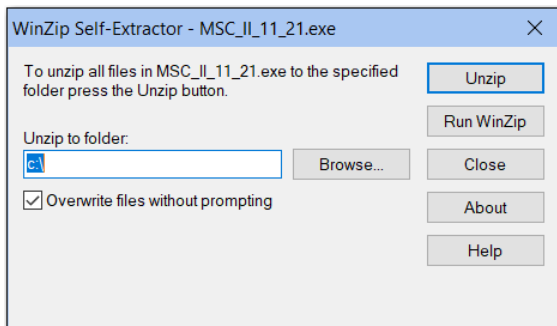 WinZip Self-Extractor - MSC_II_11_21.exe
To unzip all files in MSC_II_11_21.exe to the specified
folder press the Unzip button.
Unzip to folder:
c:\
Browse...
Overwrite files without prompting
Unzip
Run WinZip
Close
About
Help